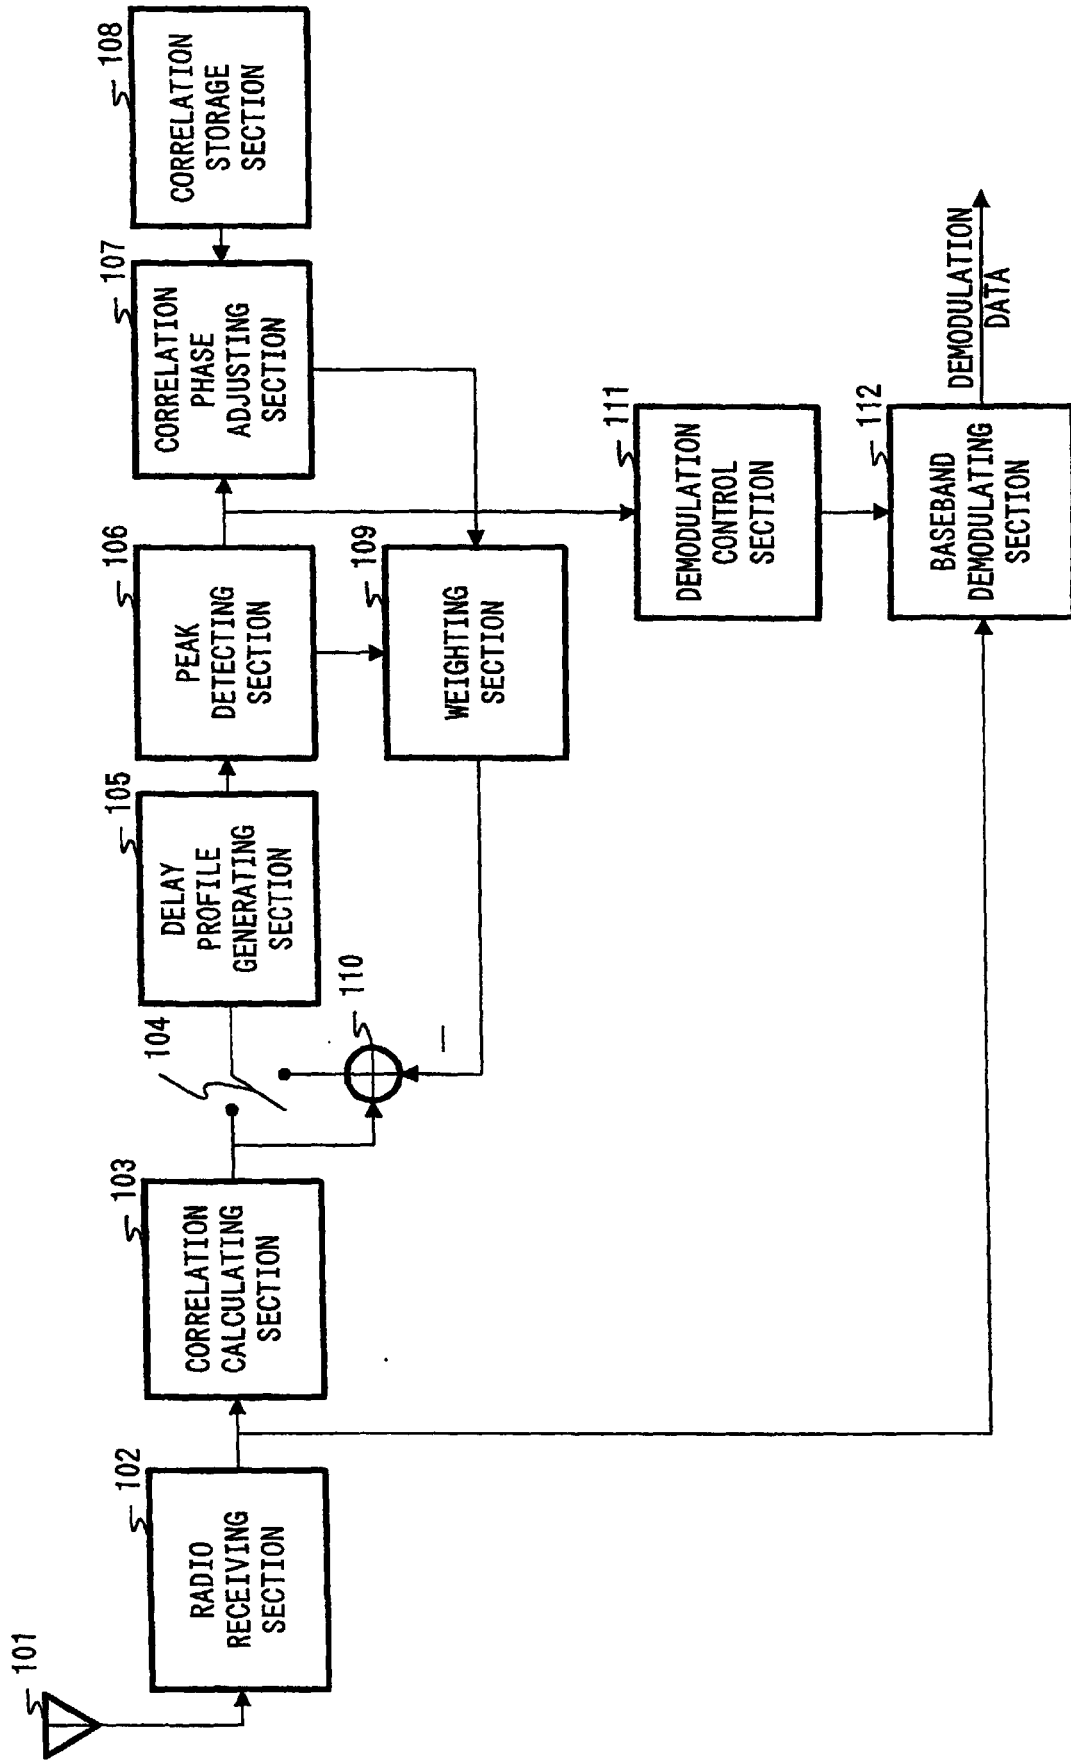 101
102
RADIO
RECEIVING
SECTION
103
CORRELATION
CALCULATING
SECTION
104
105
DELAY
PROFILE
GENERATING
SECTION
106
PEAK
DETECTING
SECTION
107
CORRELATION
PHASE
ADJUSTING
SECTION
108
CORRELATION
STORAGE
SECTION
110
−
109
WEIGHTING
SECTION
111
DEMODULATION
CONTROL
SECTION
112
BASEBAND
DEMODULATING
SECTION
DEMODULATION
DATA